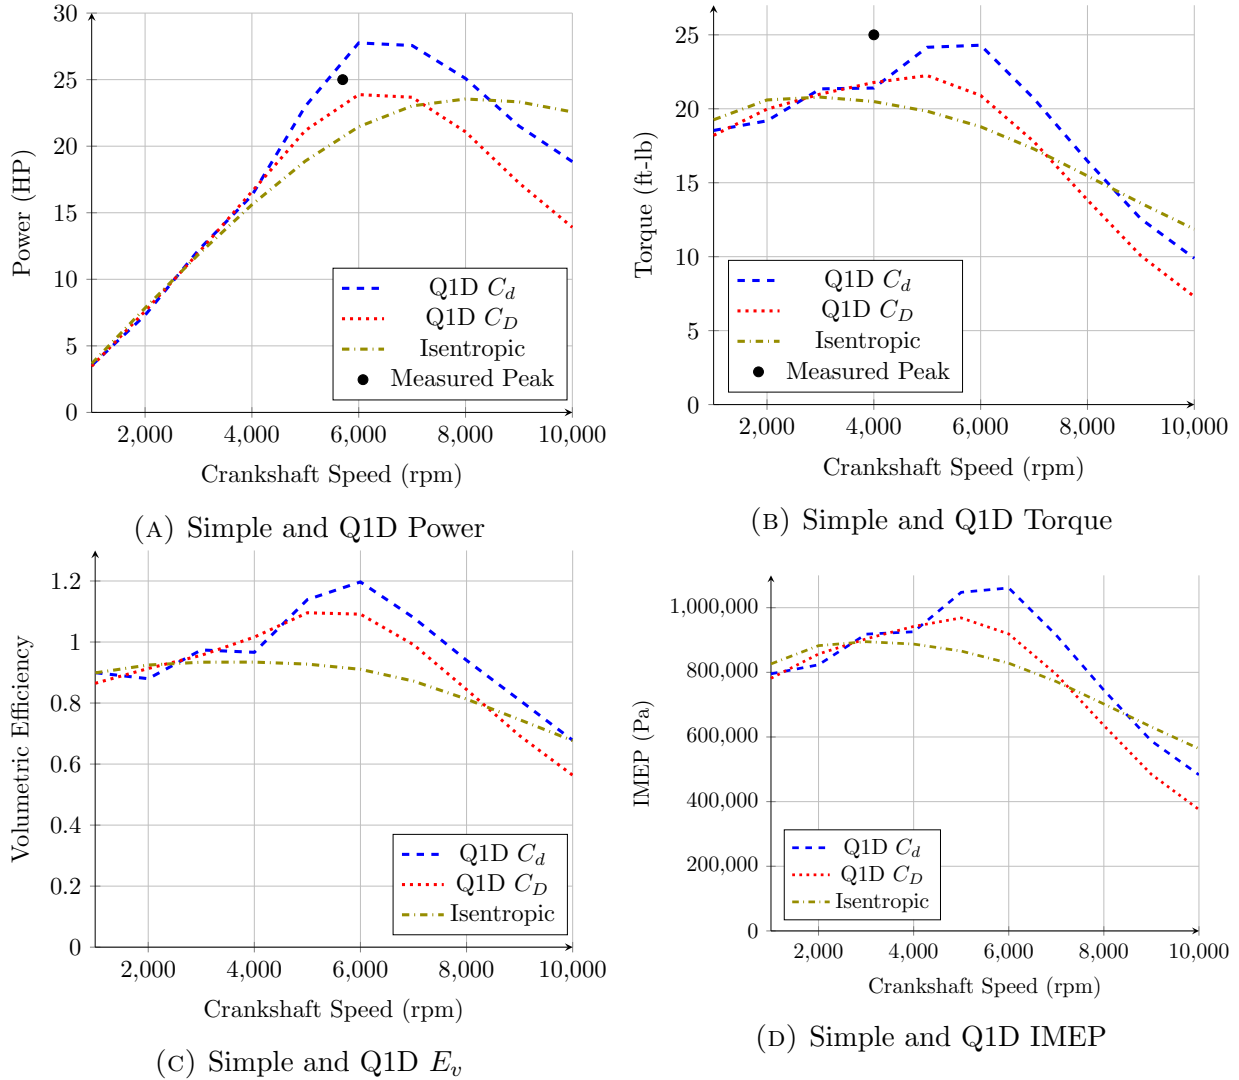 30
25
20
15
10
5
0
Power (HP)
Q1D C_d
Q1D C_D
Isentropic
Measured Peak
2,000 4,000 6,000 8,000 10,000
Crankshaft Speed (rpm)
(A) Simple and Q1D Power
25
20
15
10
5
0
Torque (ft-lb)
Q1D C_d
Q1D C_D
Isentropic
Measured Peak
2,000 4,000 6,000 8,000 10,000
Crankshaft Speed (rpm)
(B) Simple and Q1D Torque
1.2
1
0.8
0.6
0.4
0.2
0
Volumetric Efficiency
Q1D C_d
Q1D C_D
Isentropic
2,000 4,000 6,000 8,000 10,000
Crankshaft Speed (rpm)
(C) Simple and Q1D E_v
1,000,000
800,000
600,000
400,000
200,000
0
IMEP (Pa)
Q1D C_d
Q1D C_D
Isentropic
2,000 4,000 6,000 8,000 10,000
Crankshaft Speed (rpm)
(D) Simple and Q1D IMEP